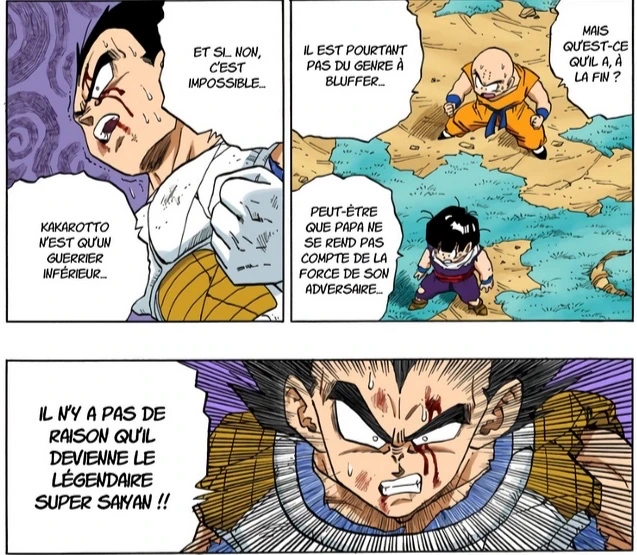 MAIS
QU'EST-CE
QU'IL A, À
LA FIN ?
IL EST POURTANT
PAS DU GENRE À
BLUFFER...
PEUT-ÊTRE
QUE PAPA NE
SE REND PAS
COMPTE DE LA
FORCE DE SON
ADVERSAIRE...
ET SI... NON,
C'EST
IMPOSSIBLE...
KAKAROTTO
N'EST QU'UN
GUERRIER
INFÉRIEUR...
IL N'Y A PAS DE
RAISON QU'IL
DEVIENNE LE
LÉGENDAIRE
SUPER SAIYAN !!